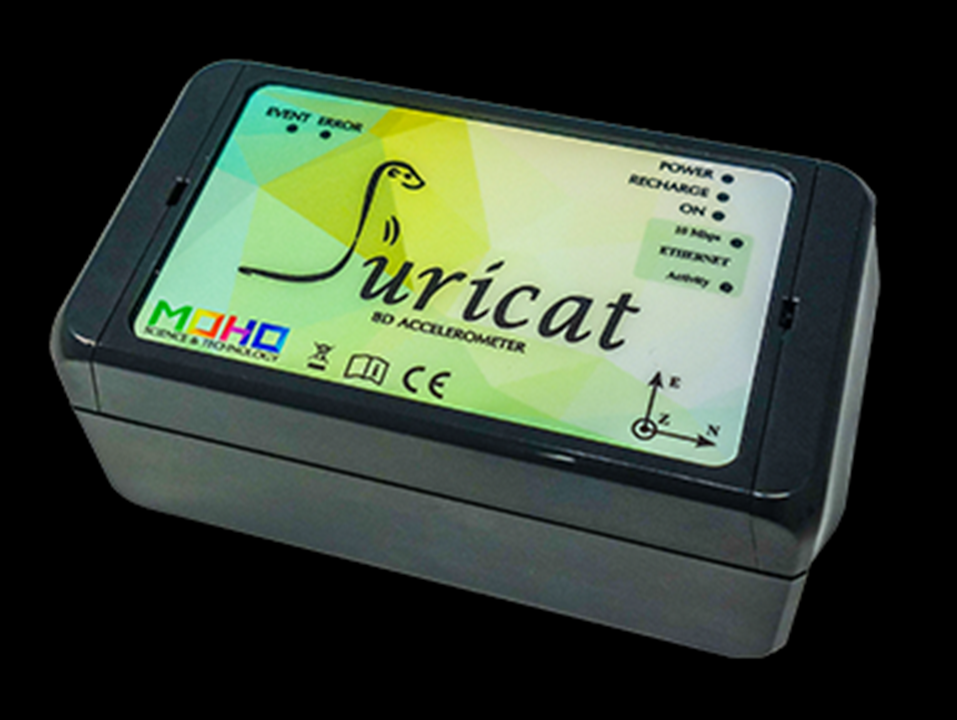 EVENT ERROR
POWER
RECHARGE
ON
10 Mbps
ETHERNET
Activity
Suricat
3D ACCELEROMETER
MOHO
SCIENCE & TECHNOLOGY
CE
E
Z
N